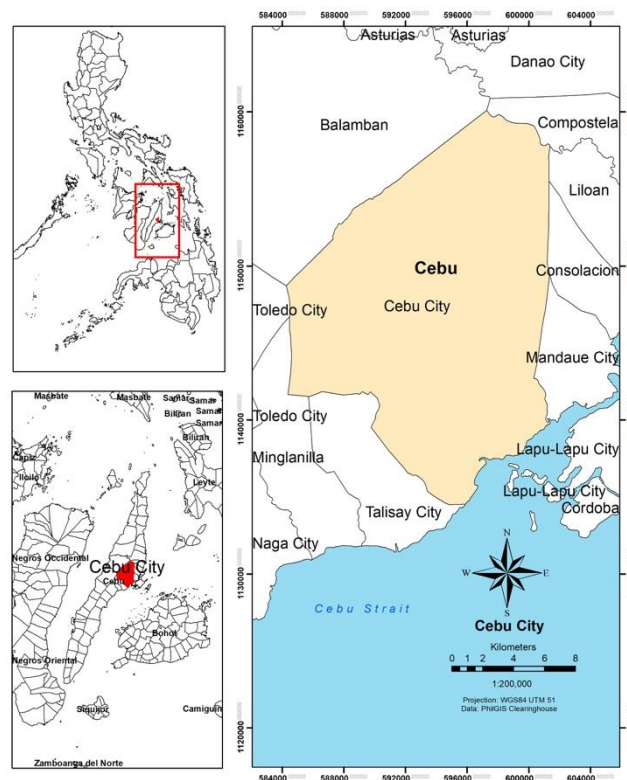 584000 588000 592000 596000 600000 604000
Asturias
Asturias
Danao City
1160000
Balamban
Compostela
Liloan
1150000
Cebu
Consolacion
Toledo City
Cebu City
Mandaue City
1140000
Toledo City
Minglanilla
Lapu-Lapu City
Lapu-Lapu City
Cordoba
Talisay City
Naga City
1130000
Cebu Strait
N
W
E
S
Cebu City
Kilometers
0 1 2 4 6 8
1:200,000
Projection: WGS84 UTM 51
Data: PhilGIS Clearinghouse
1120000
584000 588000 592000 596000 600000 604000
Masbate
Masbate
Samar
Samar
Samar
Biliran
Samar
Biliran
Capiz
Iloilo
Leyte
Negros Occidental
Cebu City
Cebu
Bohol
Negros Oriental
Siquijor
Camiguin
Zamboanga del Norte